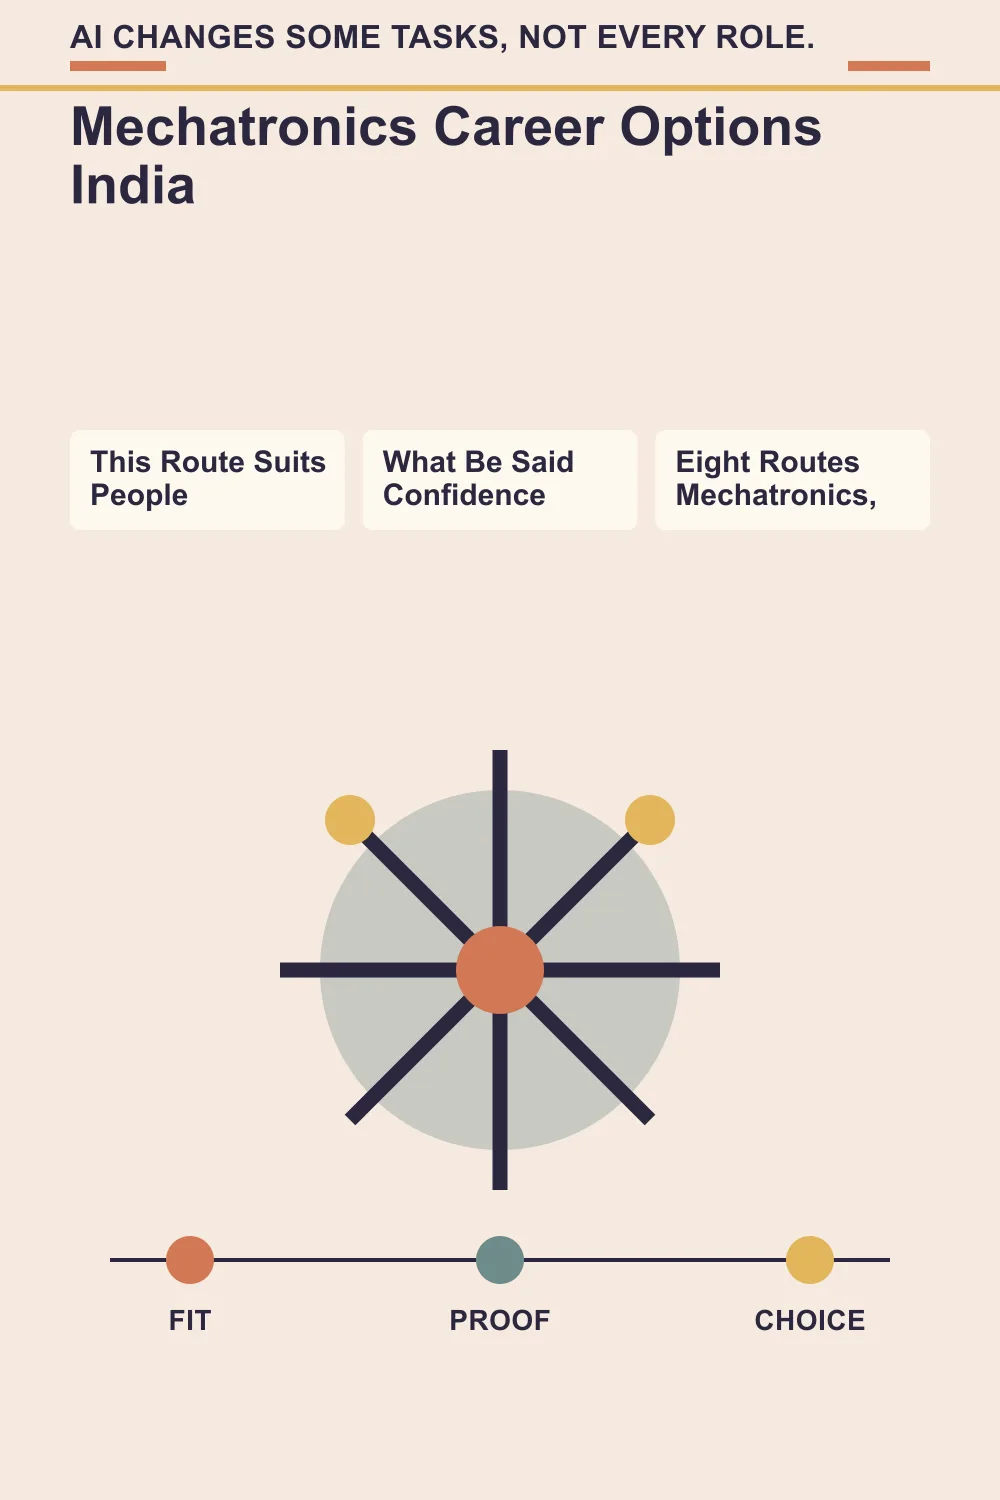 AI CHANGES SOME TASKS, NOT EVERY ROLE.
Mechatronics Career Options
India
This Route Suits
People
What Be Said
Confidence
Eight Routes
Mechatronics,
FIT
PROOF
CHOICE